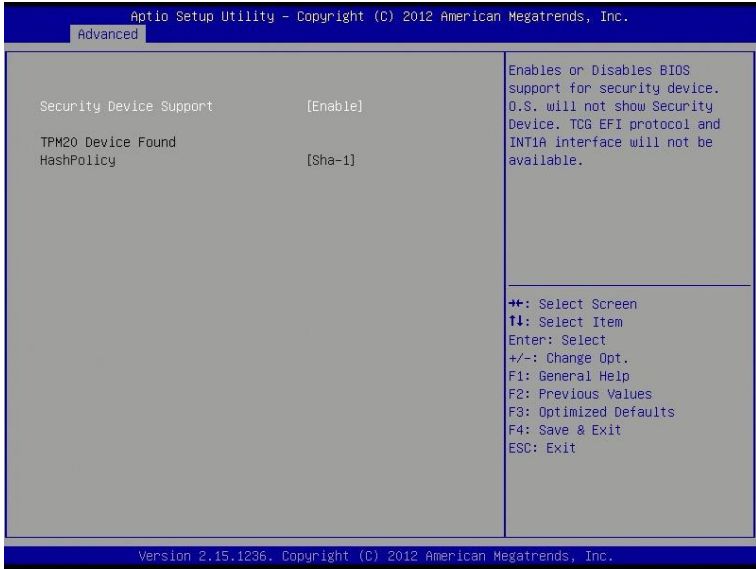 Aptio Setup Utility – Copyright (C) 2012 American Megatrends, Inc.
Advanced
Security Device Support [Enable]
TPM20 Device Found
HashPolicy [Sha-1]
Enables or Disables BIOS
support for security device.
O.S. will not show Security
Device. TCG EFI protocol and
INT1A interface will not be
available.
→←: Select Screen
↑↓: Select Item
Enter: Select
+/-: Change Opt.
F1: General Help
F2: Previous Values
F3: Optimized Defaults
F4: Save & Exit
ESC: Exit
Version 2.15.1236. Copyright (C) 2012 American Megatrends, Inc.